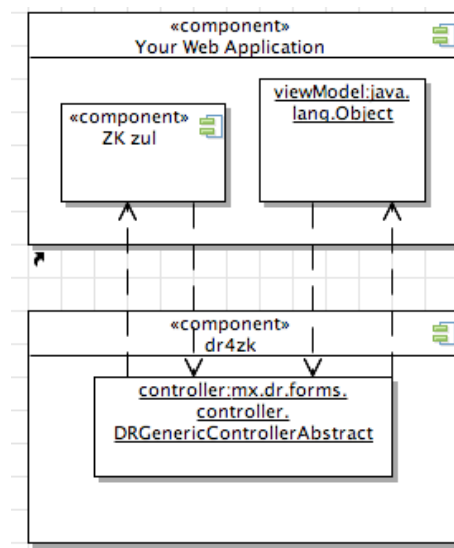 «component»
Your Web Application
«component»
ZK zul
viewModel:java.
lang.Object
«component»
dr4zk
controller:mx.dr.forms.
controller.
DRGenericControllerAbstract